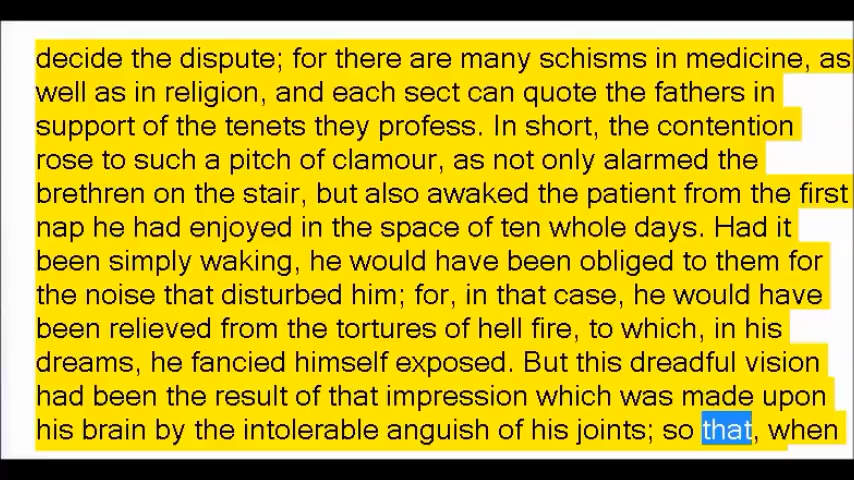 decide the dispute; for there are many schisms in medicine, as
well as in religion, and each sect can quote the fathers in
support of the tenets they profess. In short, the contention
rose to such a pitch of clamour, as not only alarmed the
brethren on the stair, but also awaked the patient from the first
nap he had enjoyed in the space of ten whole days. Had it
been simply waking, he would have been obliged to them for
the noise that disturbed him; for, in that case, he would have
been relieved from the tortures of hell fire, to which, in his
dreams, he fancied himself exposed. But this dreadful vision
had been the result of that impression which was made upon
his brain by the intolerable anguish of his joints; so that, when